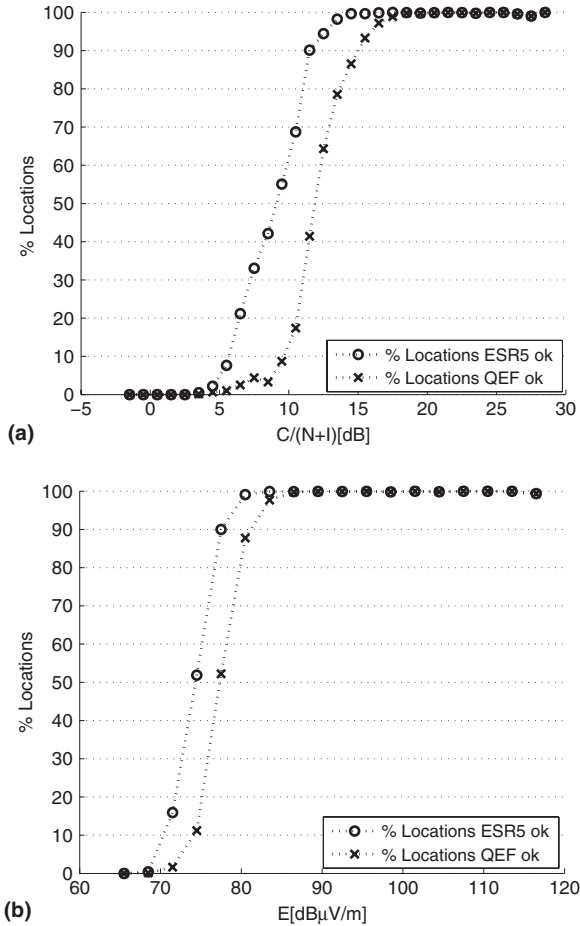 100
90
80
70
60
50
40
30
20
10
0
% Locations
% Locations ESR5 ok
% Locations QEF ok
−5 0 5 10 15 20 25 30
(a) C/(N+I)[dB]
100
90
80
70
60
50
40
30
20
10
0
% Locations
% Locations ESR5 ok
% Locations QEF ok
60 70 80 90 100 110 120
(b) E[dBμV/m]